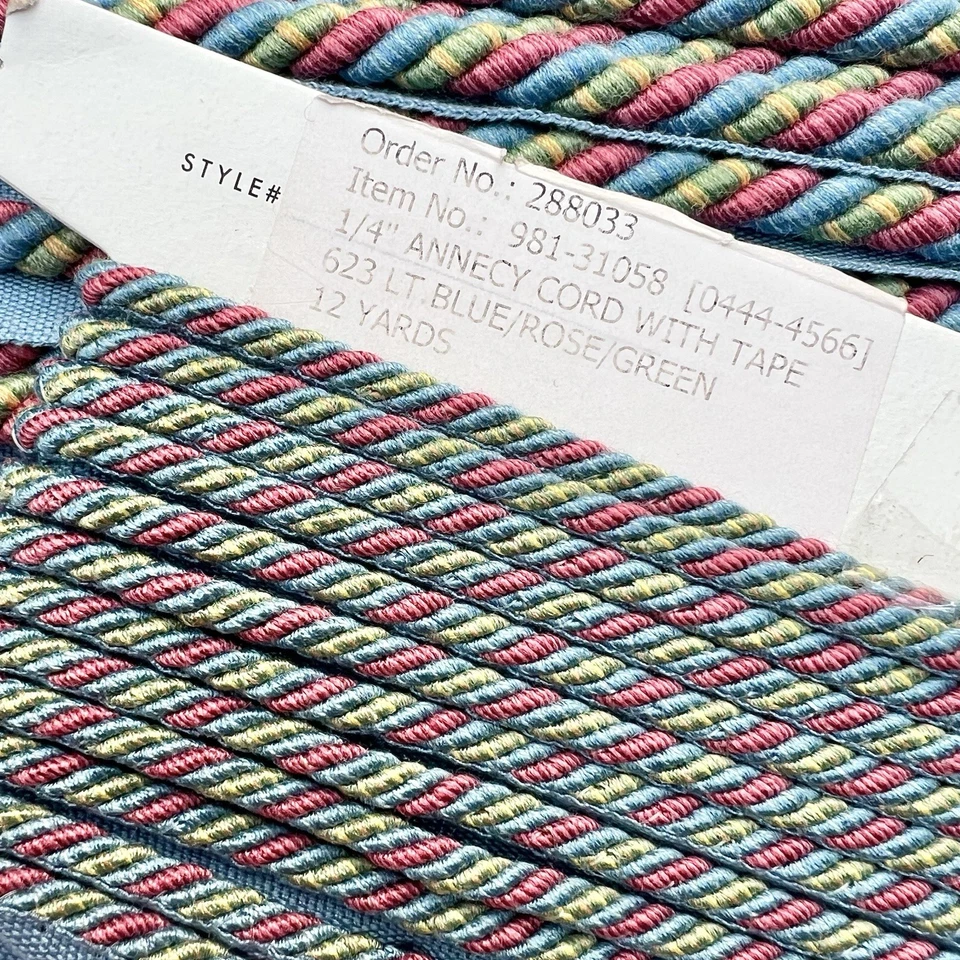 STYLE#
Order No.: 288033
Item No.: 981-31058 [0444-4566]
1/4" ANNECY CORD WITH TAPE
623 LT.BLUE/ROSE/GREEN
12 YARDS